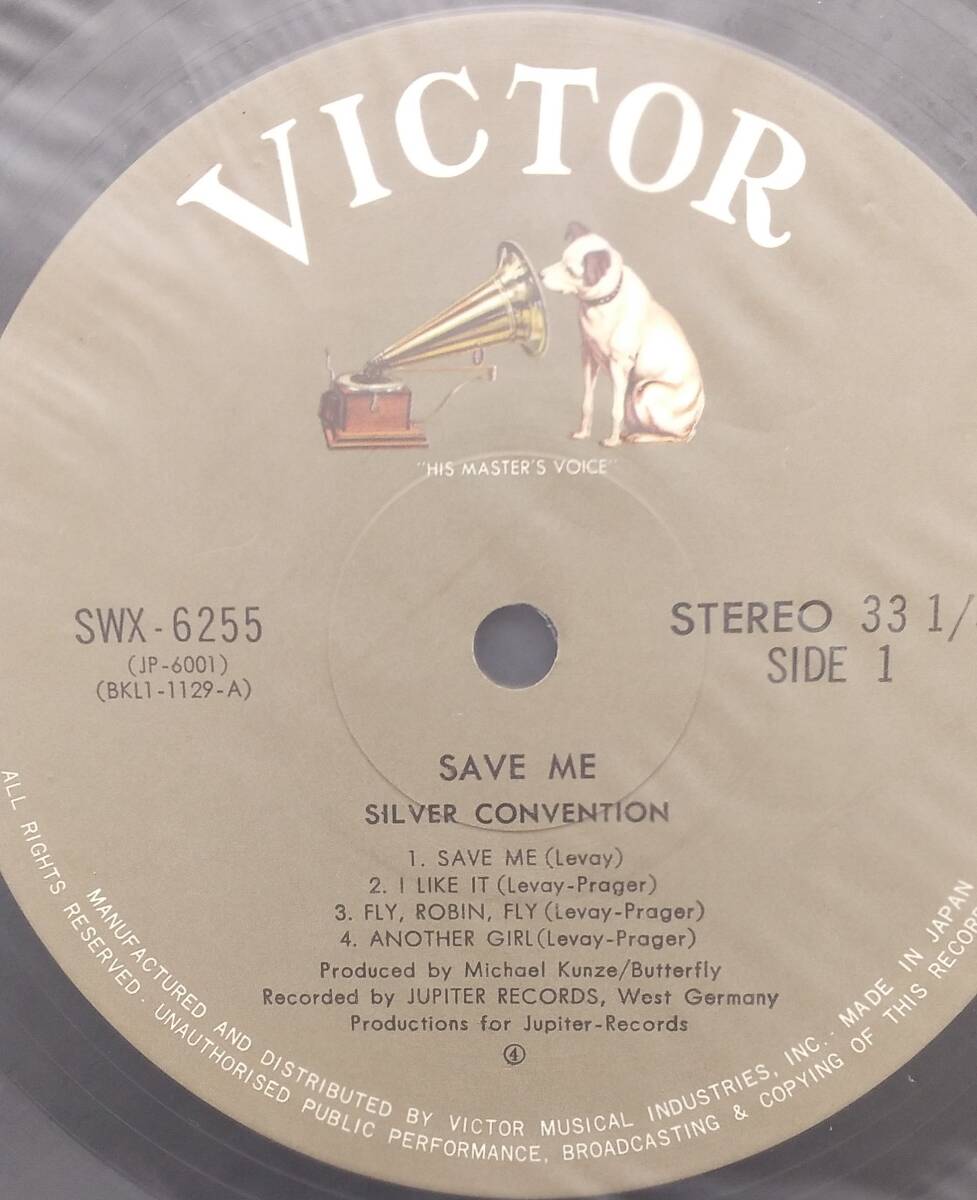 VICTOR
"HIS MASTER'S VOICE"
SWX-6255
(JP-6001)
(BKL1-1129-A)
STEREO 33 1/
SIDE 1
SAVE ME
SILVER CONVENTION
1. SAVE ME (Levay)
2. I LIKE IT (Levay-Prager)
3. FLY, ROBIN, FLY (Levay-Prager)
4. ANOTHER GIRL (Levay-Prager)
Produced by Michael Kunze/Butterfly
Recorded by JUPITER RECORDS, West Germany
Productions for Jupiter-Records
④
MANUFACTURED AND DISTRIBUTED BY VICTOR MUSICAL INDUSTRIES, INC.· MADE IN JAPAN
ALL RIGHTS RESERVED· UNAUTHORISED PUBLIC PERFORMANCE, BROADCASTING & COPYING OF THIS RECOR